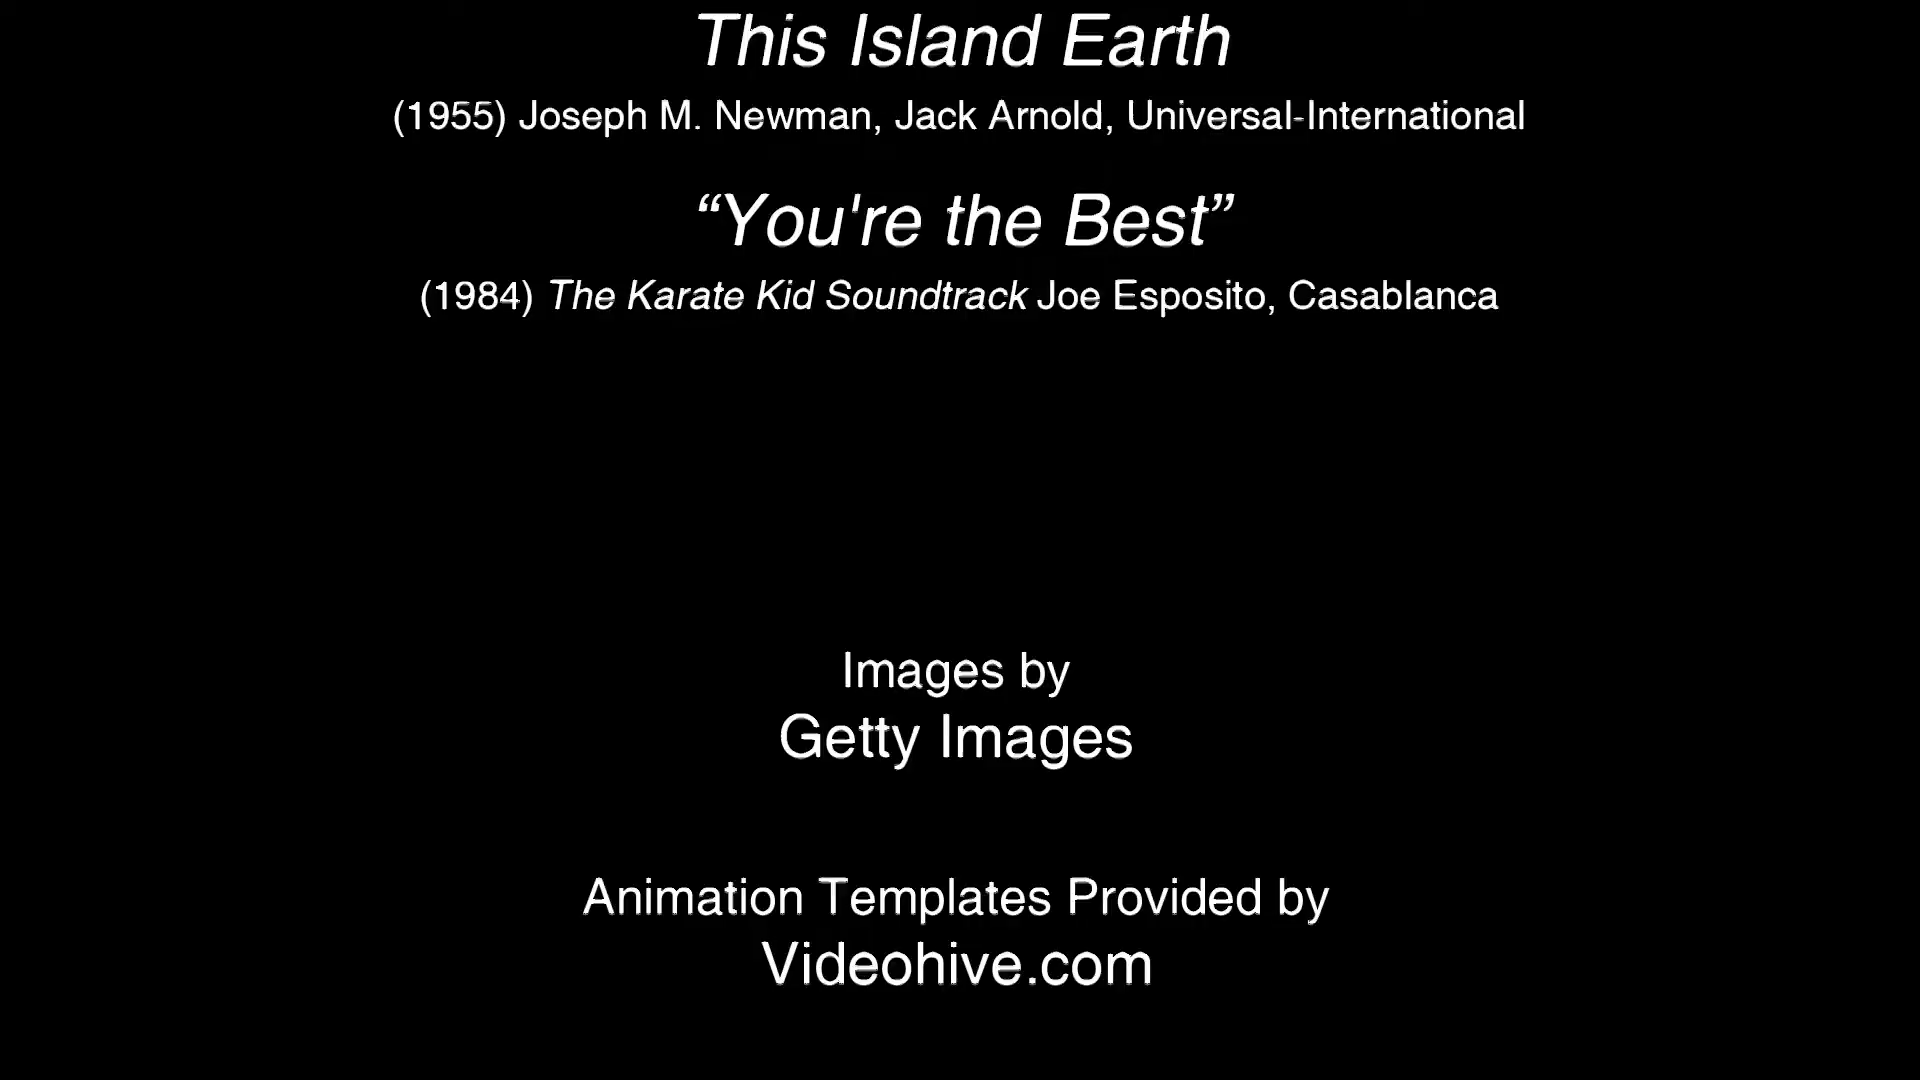 This Island Earth
(1955) Joseph M. Newman, Jack Arnold, Universal-International
“You're the Best”
(1984) The Karate Kid Soundtrack Joe Esposito, Casablanca
Images by
Getty Images
Animation Templates Provided by
Videohive.com